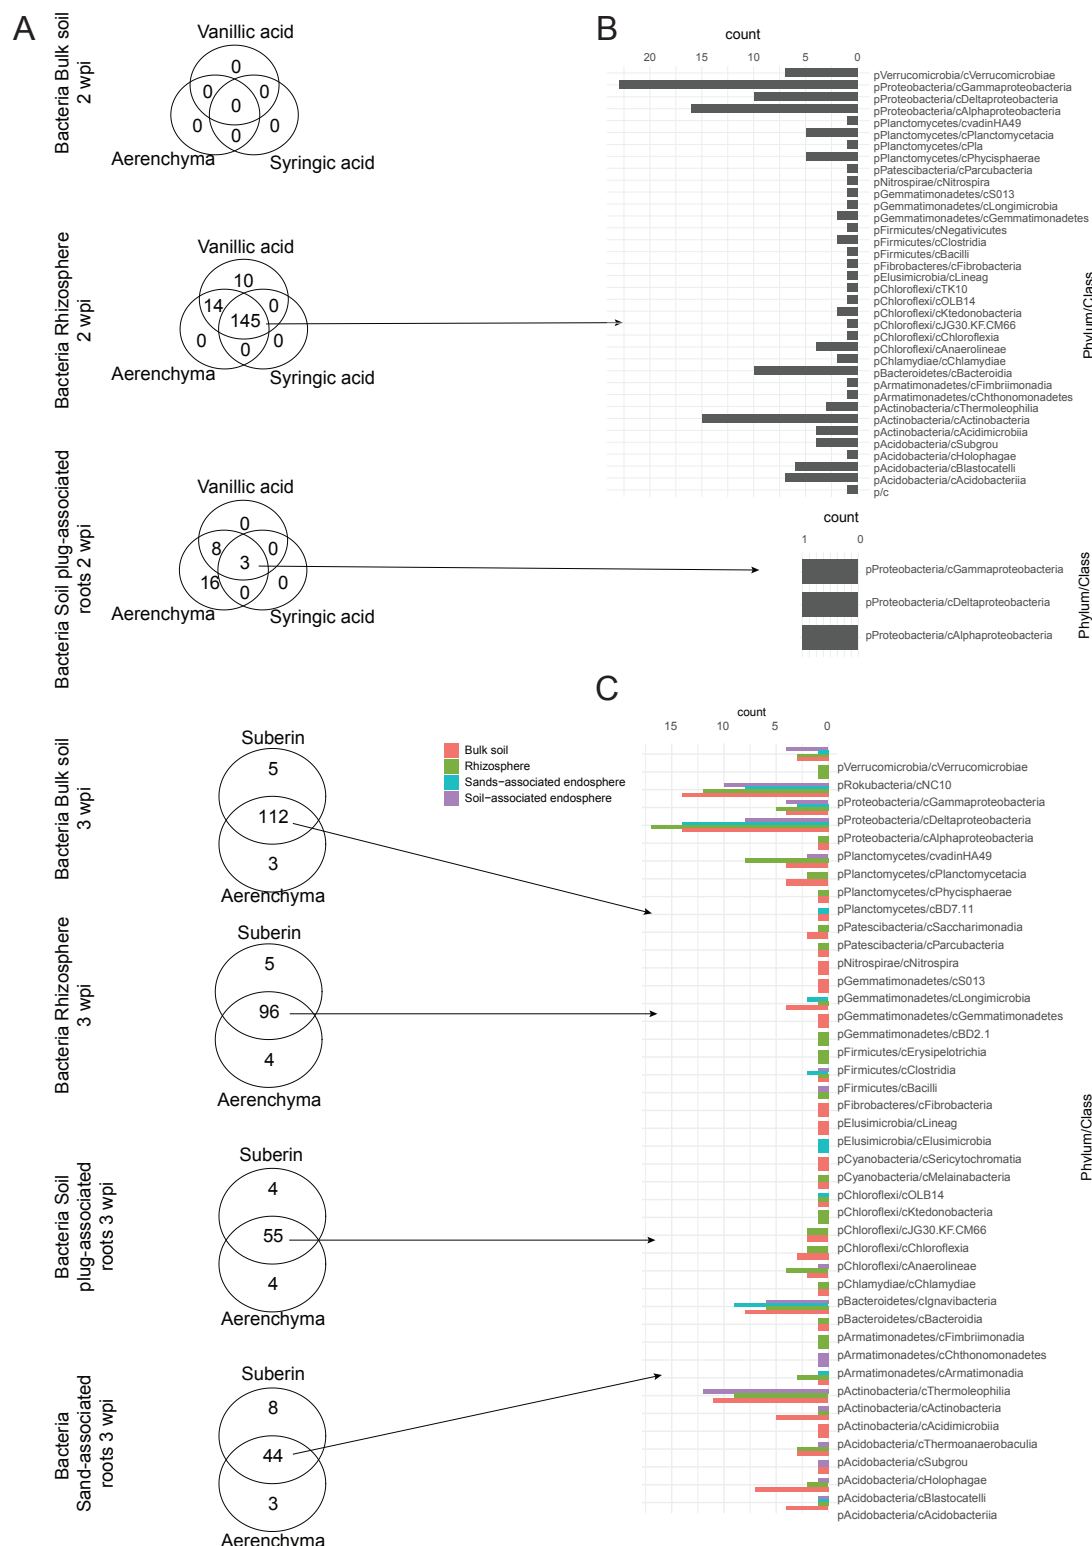 A
Bacteria Bulk soil
2 wpi
Vanillic acid
0
0
0
0
0
0
0
Aerenchyma
Syringic acid
Bacteria Rhizosphere
2 wpi
Vanillic acid
10
14
0
145
0
0
0
Aerenchyma
Syringic acid
Bacteria Soil plug-associated
roots 2 wpi
Vanillic acid
0
8
0
3
16
0
0
Aerenchyma
Syringic acid
B
count
20 15 10 5 0
pVerrucomicrobia/cVerrucomicrobiae
pProteobacteria/cGammaproteobacteria
pProteobacteria/cDeltaproteobacteria
pProteobacteria/cAlphaproteobacteria
pPlanctomycetes/cvadinHA49
pPlanctomycetes/cPlanctomycetacia
pPlanctomycetes/cPla
pPlanctomycetes/cPhycisphaerae
pPatescibacteria/cParcubacteria
pNitrospirae/cNitrospira
pGemmatimonadetes/cS013
pGemmatimonadetes/cLongimicrobia
pGemmatimonadetes/cGemmatimonadetes
pFirmicutes/cNegativicutes
pFirmicutes/cClostridia
pFirmicutes/cBacilli
pFibrobacteres/cFibrobacteria
pElusimicrobia/cLineag
pChloroflexi/cTK10
pChloroflexi/cOLB14
pChloroflexi/cKtedonobacteria
pChloroflexi/cJG30.KF.CM66
pChloroflexi/cChloroflexia
pChloroflexi/cAnaerolineae
pChlamydiae/cChlamydiae
pBacteroidetes/cBacteroidia
pArmatimonadetes/cFimbriimonadia
pArmatimonadetes/cChthonomonadetes
pActinobacteria/cThermoleophilia
pActinobacteria/cActinobacteria
pActinobacteria/cAcidimicrobiia
pAcidobacteria/cSubgrou
pAcidobacteria/cHolophagae
pAcidobacteria/cBlastocatelli
pAcidobacteria/cAcidobacteriia
p/c
Phylum/Class
count
1 0
pProteobacteria/cGammaproteobacteria
pProteobacteria/cDeltaproteobacteria
pProteobacteria/cAlphaproteobacteria
Phylum/Class
Bacteria Bulk soil
3 wpi
Suberin
5
112
3
Aerenchyma
Bacteria Rhizosphere
3 wpi
Suberin
5
96
4
Aerenchyma
Bacteria Soil
plug-associated
roots 3 wpi
Suberin
4
55
4
Aerenchyma
Bacteria
Sand-associated
roots 3 wpi
Suberin
8
44
3
Aerenchyma
C
Bulk soil
Rhizosphere
Sands-associated endosphere
Soil-associated endosphere
count
15 10 5 0
pVerrucomicrobia/cVerrucomicrobiae
pRokubacteria/cNC10
pProteobacteria/cGammaproteobacteria
pProteobacteria/cDeltaproteobacteria
pProteobacteria/cAlphaproteobacteria
pPlanctomycetes/cvadinHA49
pPlanctomycetes/cPlanctomycetacia
pPlanctomycetes/cPhycisphaerae
pPlanctomycetes/cBD7.11
pPatescibacteria/cSaccharimonadia
pPatescibacteria/cParcubacteria
pNitrospirae/cNitrospira
pGemmatimonadetes/cS013
pGemmatimonadetes/cLongimicrobia
pGemmatimonadetes/cGemmatimonadetes
pGemmatimonadetes/cBD2.1
pFirmicutes/cErysipelotrichia
pFirmicutes/cClostridia
pFirmicutes/cBacilli
pFibrobacteres/cFibrobacteria
pElusimicrobia/cLineag
pElusimicrobia/cElusimicrobia
pCyanobacteria/cSericytochromatia
pCyanobacteria/cMelainabacteria
pChloroflexi/cOLB14
pChloroflexi/cKtedonobacteria
pChloroflexi/cJG30.KF.CM66
pChloroflexi/cChloroflexia
pChloroflexi/cAnaerolineae
pChlamydiae/cChlamydiae
pBacteroidetes/cIgnavibacteria
pBacteroidetes/cBacteroidia
pArmatimonadetes/cFimbriimonadia
pArmatimonadetes/cChthonomonadetes
pArmatimonadetes/cArmatimonadia
pActinobacteria/cThermoleophilia
pActinobacteria/cActinobacteria
pActinobacteria/cAcidimicrobiia
pAcidobacteria/cThermoanaerobaculia
pAcidobacteria/cSubgrou
pAcidobacteria/cHolophagae
pAcidobacteria/cBlastocatelli
pAcidobacteria/cAcidobacteriia
Phylum/Class